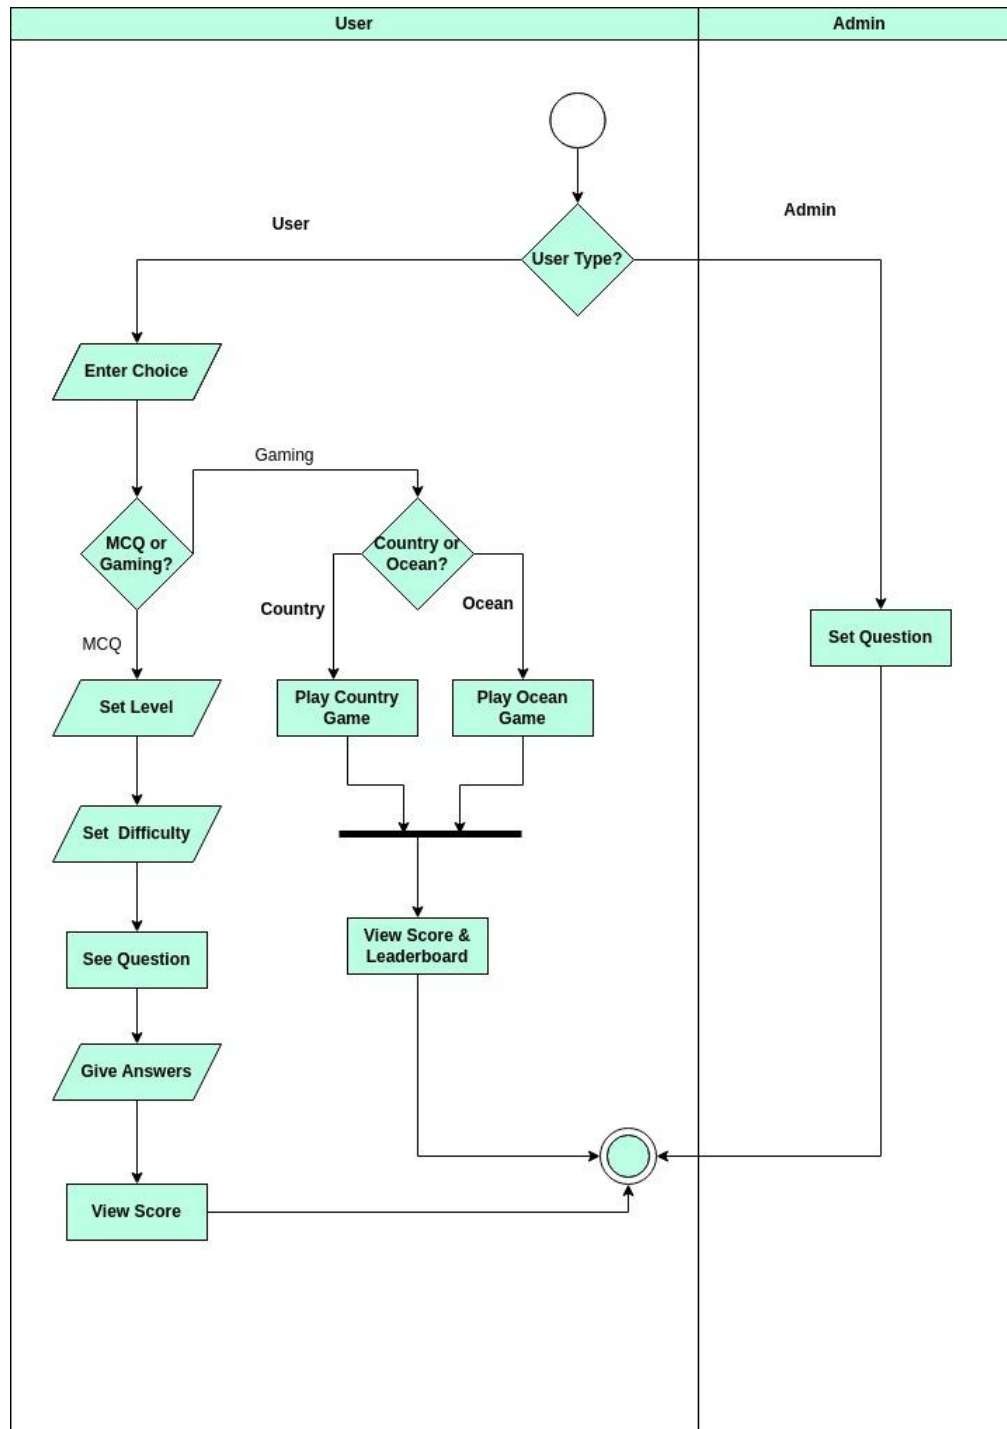 User
Admin
User
Admin
User Type?
Enter Choice
Gaming
MCQ or
Gaming?
Country or
Ocean?
Country
Ocean
MCQ
Set Question
Set Level
Play Country
Game
Play Ocean
Game
Set  Difficulty
View Score &
Leaderboard
See Question
Give Answers
View Score